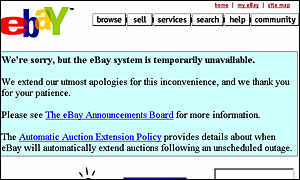 home | my eBay | site map
ebY
browse sell services search help community
We're sorry, but the eBay system is temporarily unavailable.
We extend our utmost apologies for this inconvenience, and we thank you
for your patience.
Please see The eBay Announcements Board for more information.
The Automatic Auction Extension Policy provides details about when
eBay will automatically extend auctions following an unscheduled outage.